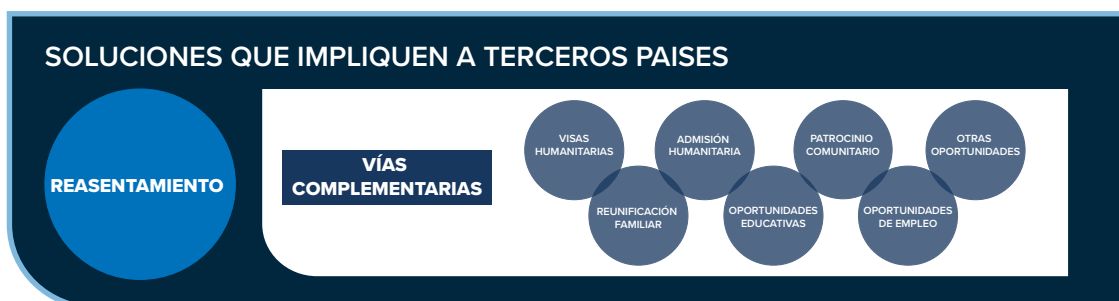 SOLUCIONES QUE IMPLIQUEN A TERCEROS PAISES
REASENTAMIENTO
VÍAS
COMPLEMENTARIAS
VISAS
HUMANITARIAS
REUNIFICACIÓN
FAMILIAR
ADMISIÓN
HUMANITARIA
OPORTUNIDADES
EDUCATIVAS
PATROCINIO
COMUNITARIO
OPORTUNIDADES
DE EMPLEO
OTRAS
OPORTUNIDADES